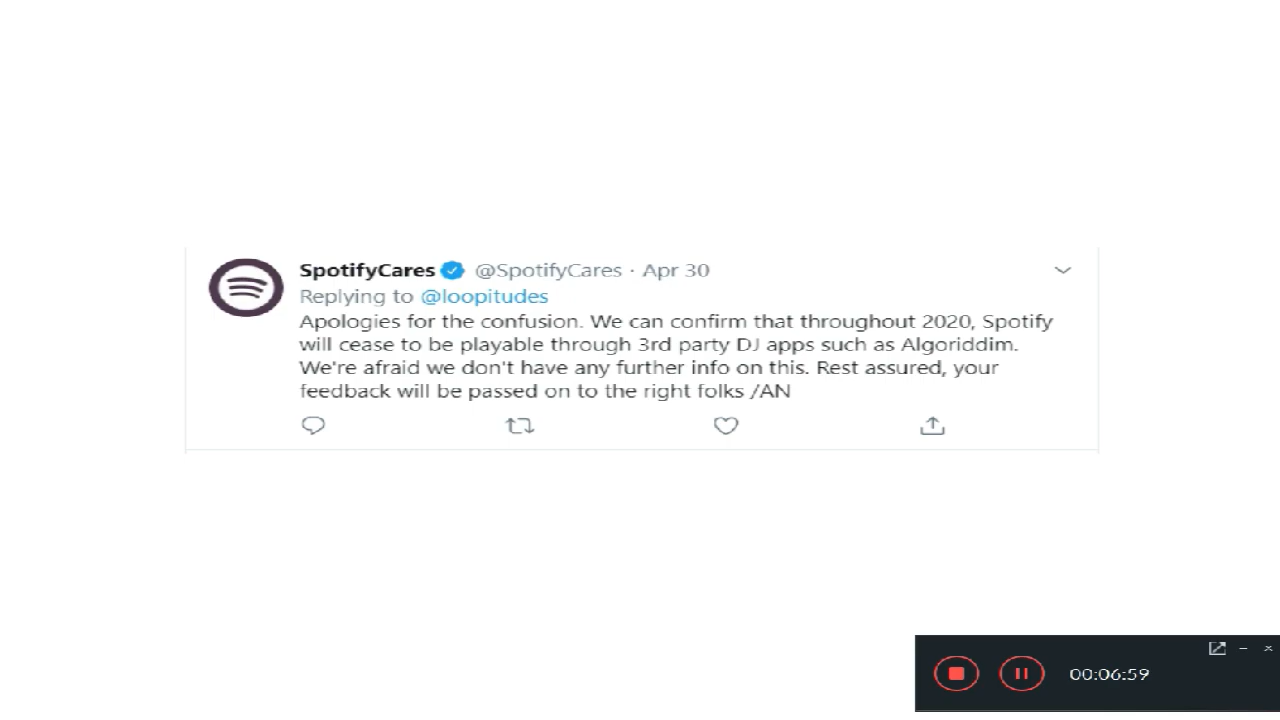 SpotifyCares @SpotifyCares · Apr 30
Replying to @loopitudes
Apologies for the confusion. We can confirm that throughout 2020, Spotify
will cease to be playable through 3rd party DJ apps such as Algoriddim.
We're afraid we don't have any further info on this. Rest assured, your
feedback will be passed on to the right folks /AN
00:06:59